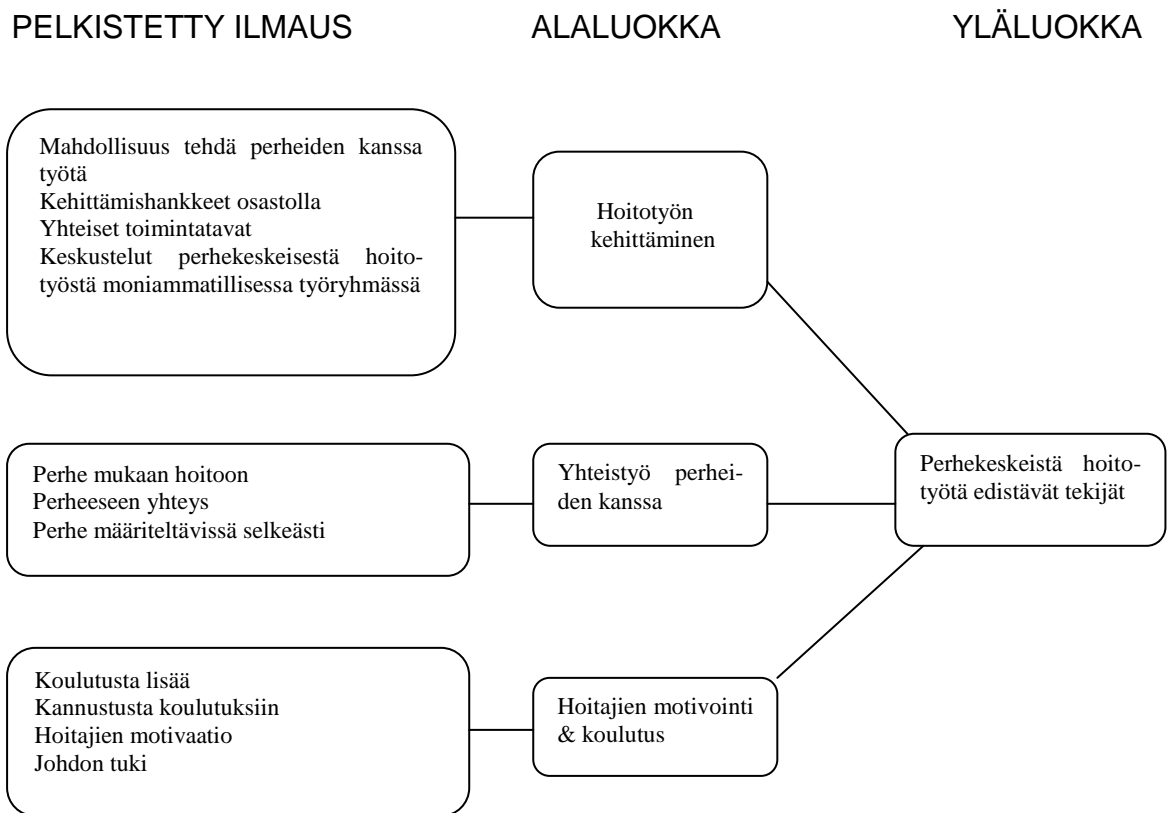 PELKISTETTY ILMAUS
ALALUOKKA
YLÄLUOKKA
Mahdollisuus tehdä perheiden kanssa
työtä
Kehittämishankkeet osastolla
Yhteiset toimintatavat
Keskustelut perhekeskeisestä hoito-
työstä moniammatillisessa työryhmässä
Hoitotyön
kehittäminen
Perhe mukaan hoitoon
Perheeseen yhteys
Perhe määriteltävissä selkeästi
Yhteistyö perhei-
den kanssa
Perhekeskeistä hoito-
työtä edistävät tekijät
Koulutusta lisää
Kannustusta koulutuksiin
Hoitajien motivaatio
Johdon tuki
Hoitajien motivointi
& koulutus